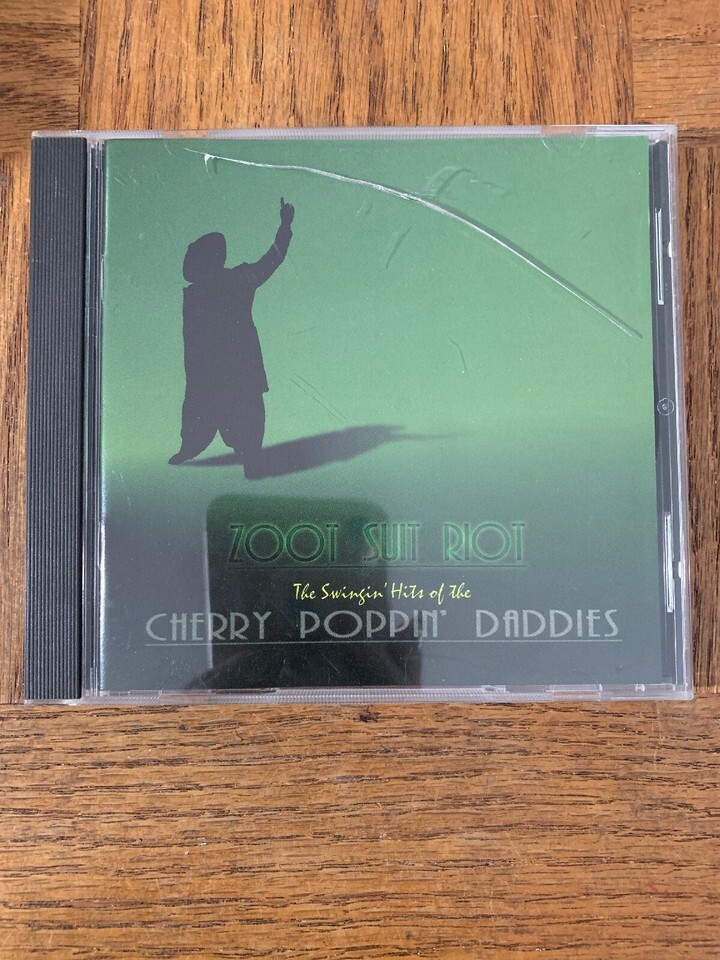 ZOOT SUIT RIOT
The Swingin' Hits of the
CHERRY POPPIN' DADDIES